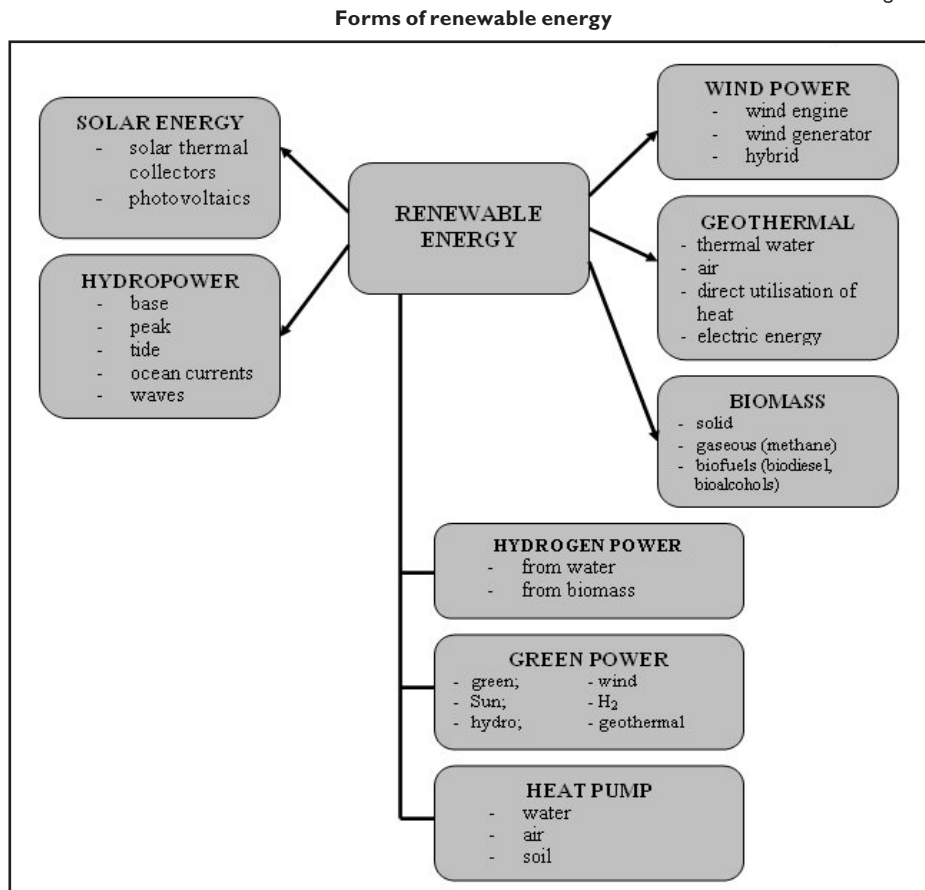 Forms of renewable energy
SOLAR ENERGY
- solar thermal
collectors
- photovoltaics
HYDROPOWER
- base
- peak
- tide
- ocean currents
- waves
RENEWABLE
ENERGY
WIND POWER
- wind engine
- wind generator
- hybrid
GEOTHERMAL
- thermal water
- air
- direct utilisation of
heat
- electric energy
BIOMASS
- solid
- gaseous (methane)
- biofuels (biodiesel,
bioalcohols)
HYDROGEN POWER
- from water
- from biomass
GREEN POWER
- green; - wind
- Sun; - H₂
- hydro; - geothermal
HEAT PUMP
- water
- air
- soil